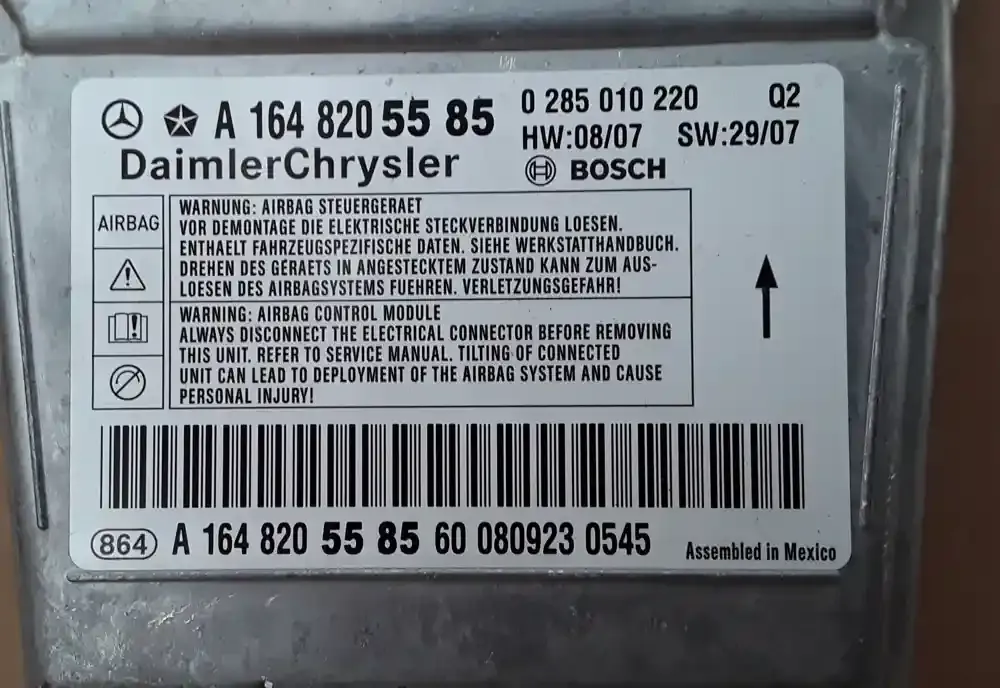 A 164 820 55 85
DaimlerChrysler
0 285 010 220 Q2
HW:08/07 SW:29/07
BOSCH
AIRBAG
WARNUNG: AIRBAG STEUERGERAET
VOR DEMONTAGE DIE ELEKTRISCHE STECKVERBINDUNG LOESEN.
ENTHAELT FAHRZEUGSPEZIFISCHE DATEN. SIEHE WERKSTATTHANDBUCH.
DREHEN DES GERAETS IN ANGESTECKTEM ZUSTAND KANN ZUM AUS-
LOESEN DES AIRBAGSYSTEMS FUEHREN. VERLETZUNGSGEFAHR!
WARNING: AIRBAG CONTROL MODULE
ALWAYS DISCONNECT THE ELECTRICAL CONNECTOR BEFORE REMOVING
THIS UNIT. REFER TO SERVICE MANUAL. TILTING OF CONNECTED
UNIT CAN LEAD TO DEPLOYMENT OF THE AIRBAG SYSTEM AND CAUSE
PERSONAL INJURY!
864 A 164 820 55 85 60 080923 0545
Assembled in Mexico